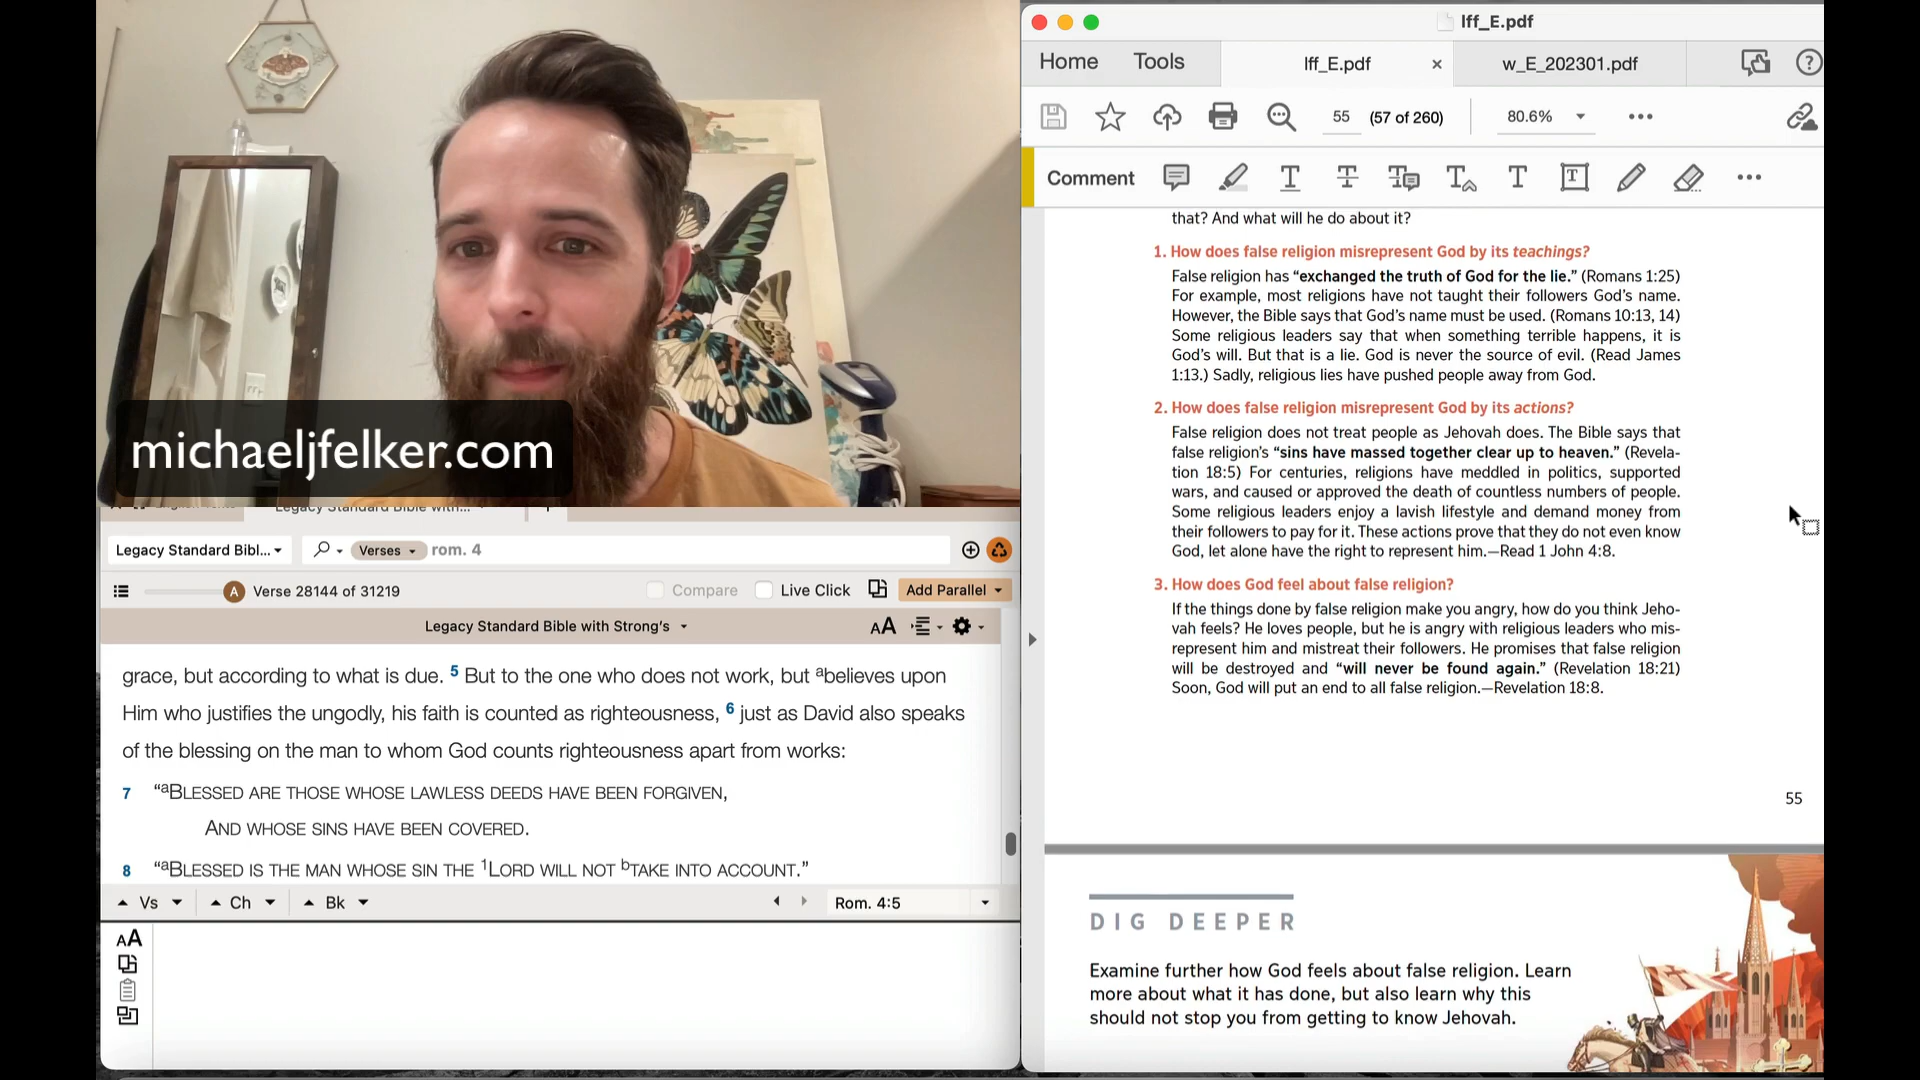 michaeljfelker.com
Legacy Standard Bible with...
Legacy Standard Bibl...
Verses
rom. 4
A
Verse 28144 of 31219
Compare
Live Click
Add Parallel
Legacy Standard Bible with Strong's
AA
grace, but according to what is due. 5 But to the one who does not work, but abelieves upon
Him who justifies the ungodly, his faith is counted as righteousness, 6 just as David also speaks
of the blessing on the man to whom God counts righteousness apart from works:
7 “aBLESSED ARE THOSE WHOSE LAWLESS DEEDS HAVE BEEN FORGIVEN,
AND WHOSE SINS HAVE BEEN COVERED.
8 “aBLESSED IS THE MAN WHOSE SIN THE 1LORD WILL NOT bTAKE INTO ACCOUNT.”
Vs
Ch
Bk
Rom. 4:5
AA
lff_E.pdf
Home
Tools
lff_E.pdf
w_E_202301.pdf
55
(57 of 260)
80.6%
Comment
that? And what will he do about it?
1. How does false religion misrepresent God by its teachings?
False religion has “exchanged the truth of God for the lie.” (Romans 1:25)
For example, most religions have not taught their followers God’s name.
However, the Bible says that God’s name must be used. (Romans 10:13, 14)
Some religious leaders say that when something terrible happens, it is
God’s will. But that is a lie. God is never the source of evil. (Read James
1:13.) Sadly, religious lies have pushed people away from God.
2. How does false religion misrepresent God by its actions?
False religion does not treat people as Jehovah does. The Bible says that
false religion’s “sins have massed together clear up to heaven.” (Revela-
tion 18:5) For centuries, religions have meddled in politics, supported
wars, and caused or approved the death of countless numbers of people.
Some religious leaders enjoy a lavish lifestyle and demand money from
their followers to pay for it. These actions prove that they do not even know
God, let alone have the right to represent him.—Read 1 John 4:8.
3. How does God feel about false religion?
If the things done by false religion make you angry, how do you think Jeho-
vah feels? He loves people, but he is angry with religious leaders who mis-
represent him and mistreat their followers. He promises that false religion
will be destroyed and “will never be found again.” (Revelation 18:21)
Soon, God will put an end to all false religion.—Revelation 18:8.
55
DIG DEEPER
Examine further how God feels about false religion. Learn
more about what it has done, but also learn why this
should not stop you from getting to know Jehovah.